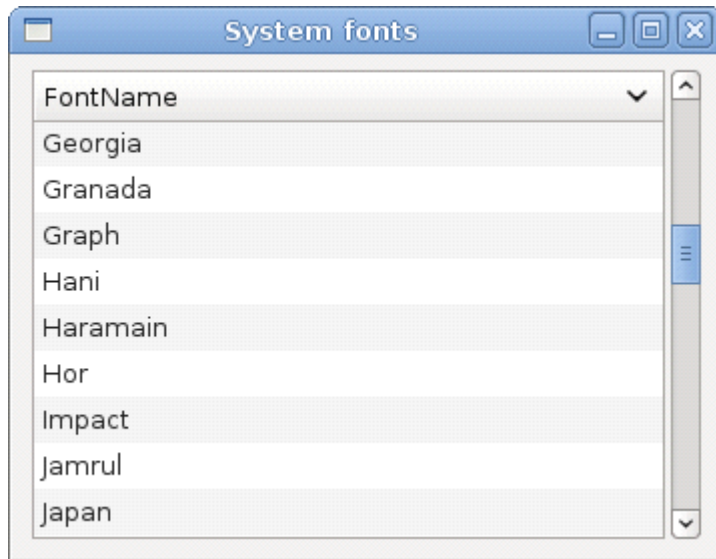 System fonts
FontName
Georgia
Granada
Graph
Hani
Haramain
Hor
Impact
Jamrul
Japan